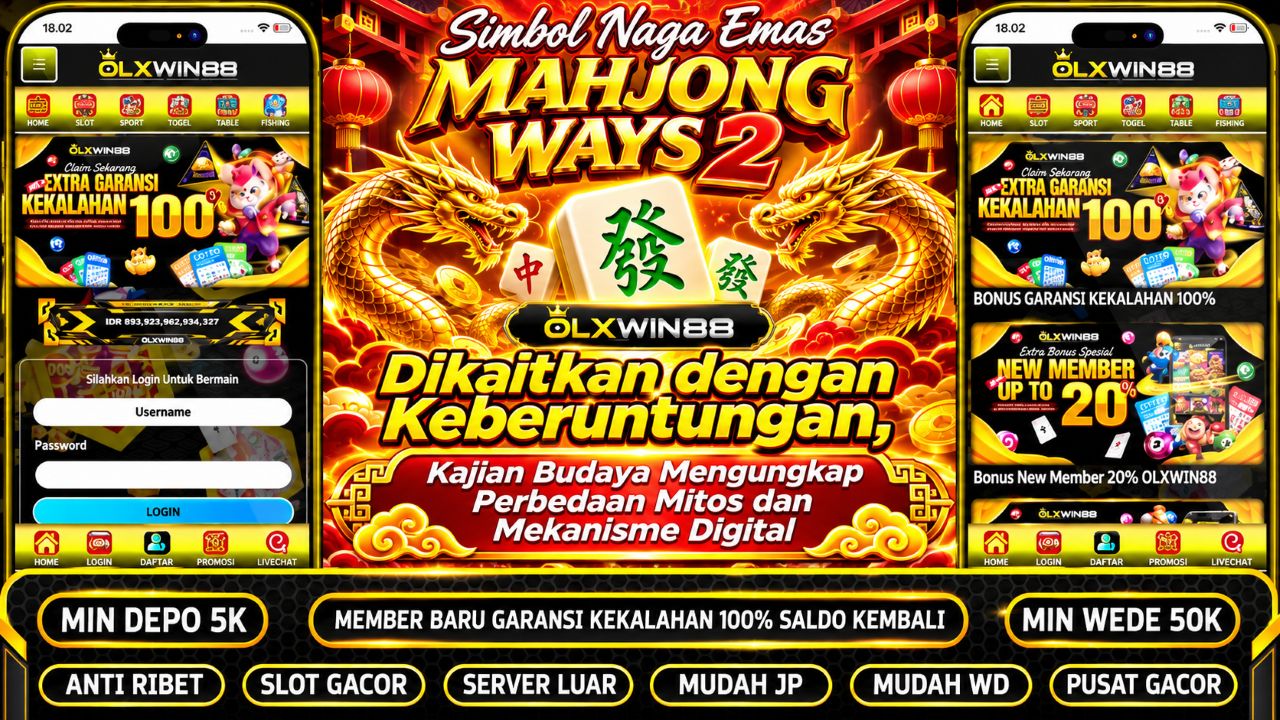 18.02
OLXWIN88
HOME
SLOT
SPORT
TOGEL
TABLE
FISHING
OLXWIN88
Claim Sekarang
EXTRA GARANSI
KEKALAHAN 100%
IDR 893,923,962,934,327
OLXWIN88
Silahkan Login Untuk Bermain
Username
Password
LOGIN
HOME
LOGIN
DAFTAR
PROMOSI
LIVECHAT
Simbol Naga Emas
MAHJONG
WAYS 2
中
發
發
OLXWIN88
Dikaitkan dengan
Keberuntungan,
Kajian Budaya Mengungkap
Perbedaan Mitos dan
Mekanisme Digital
18.02
OLXWIN88
HOME
SLOT
SPORT
TOGEL
TABLE
FISHING
OLXWIN88
Claim Sekarang
EXTRA GARANSI
KEKALAHAN 100%
BONUS GARANSI KEKALAHAN 100%
OLXWIN88
Extra Bonus Spesial
NEW MEMBER
UP TO 20%
Bonus New Member 20% OLXWIN88
OLXWIN88
HOME
LOGIN
DAFTAR
PROMOSI
LIVECHAT
MIN DEPO 5K
MEMBER BARU GARANSI KEKALAHAN 100% SALDO KEMBALI
MIN WEDE 50K
ANTI RIBET
SLOT GACOR
SERVER LUAR
MUDAH JP
MUDAH WD
PUSAT GACOR